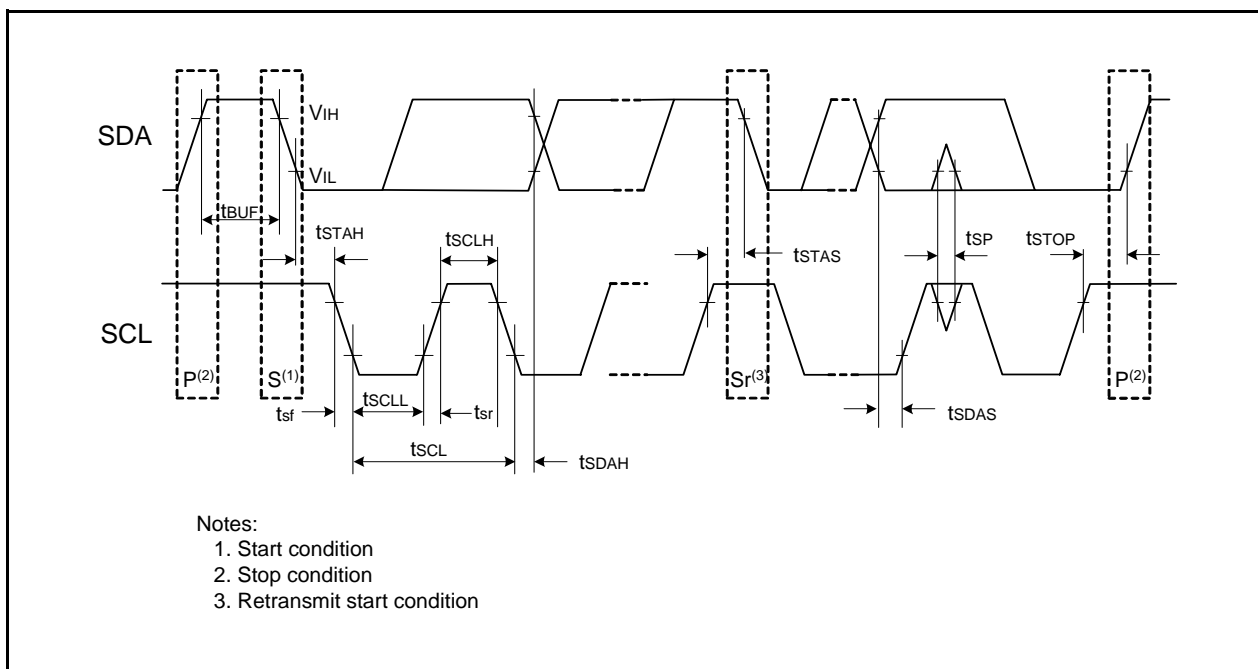 SDA
VIH
VIL
tBUF
tSTAH
tSCLH
tSTAS
tSP
tSTOP
SCL
P(2)
S(1)
Sr(3)
P(2)
tsf
tSCLL
tsr
tSDAS
tSCL
tSDAH
Notes:
1. Start condition
2. Stop condition
3. Retransmit start condition